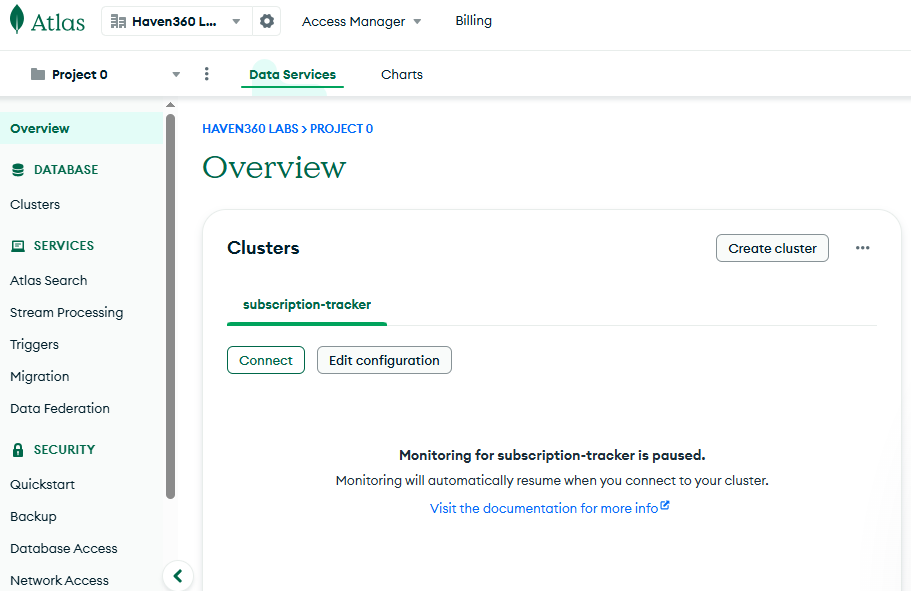 Atlas
Haven360 L...
Access Manager
Billing
Project 0
Data Services
Charts
Overview
DATABASE
Clusters
SERVICES
Atlas Search
Stream Processing
Triggers
Migration
Data Federation
SECURITY
Quickstart
Backup
Database Access
Network Access
HAVEN360 LABS > PROJECT 0
Overview
Clusters
Create cluster
subscription-tracker
Connect
Edit configuration
Monitoring for subscription-tracker is paused.
Monitoring will automatically resume when you connect to your cluster.
Visit the documentation for more info